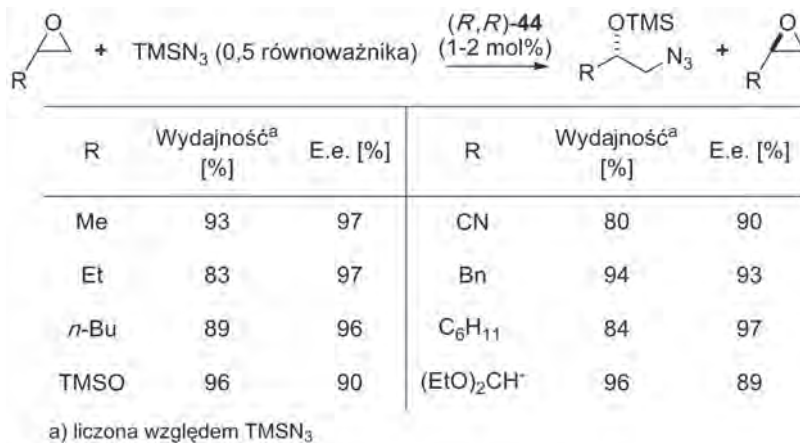 O
R
+ TMSN₃ (0,5 równoważnika)
(R,R)-44
(1-2 mol%)
OTMS
R
N₃
+
O
R
R Wydajnośćᵃ [%] E.e. [%] R Wydajnośćᵃ [%] E.e. [%]
Me 93 97 CN 80 90
Et 83 97 Bn 94 93
n-Bu 89 96 C₆H₁₁ 84 97
TMSO 96 90 (EtO)₂CH⁻ 96 89
a) liczona względem TMSN₃